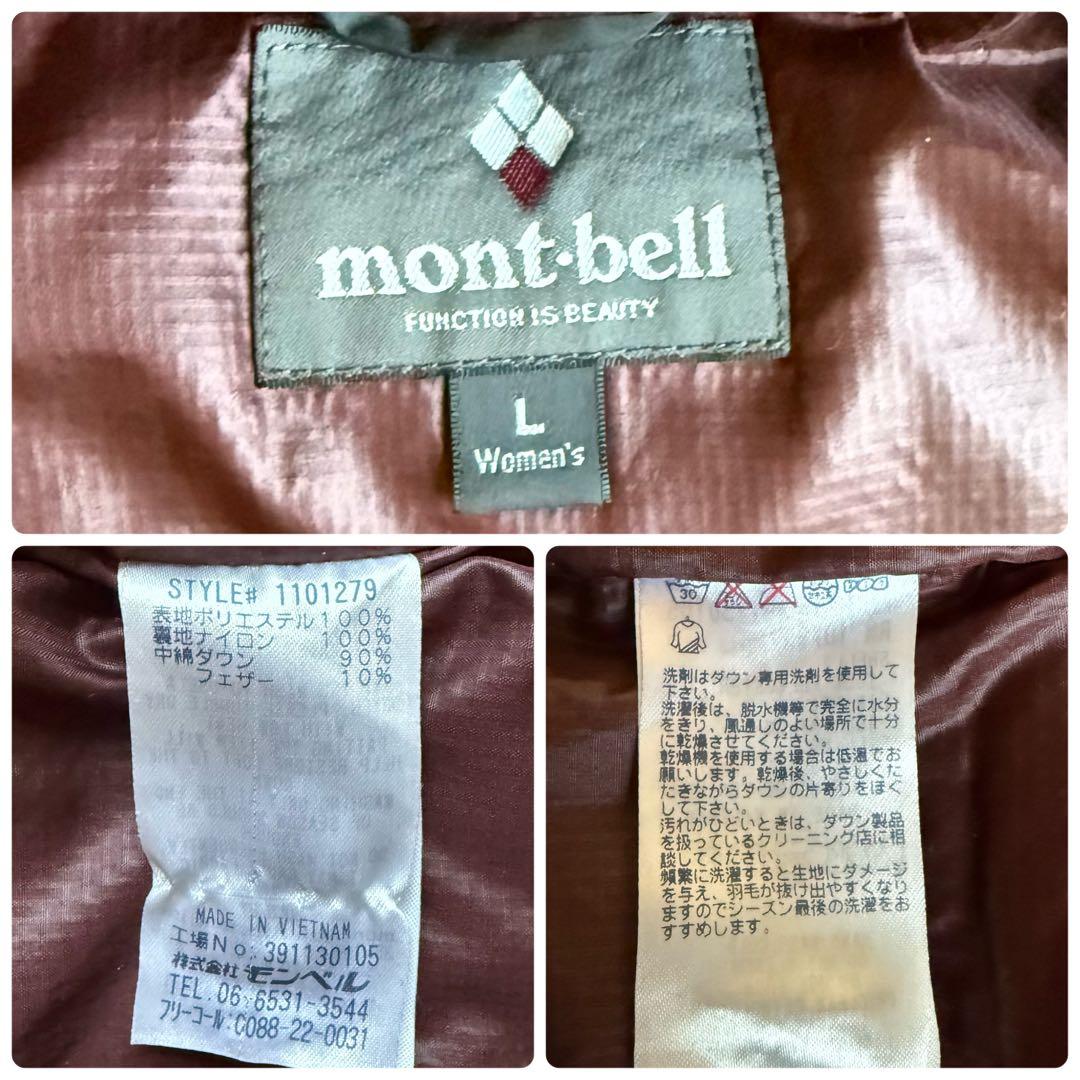 mont·bell
FUNCTION IS BEAUTY
L
Women's
STYLE# 1101279
表地ポリエステル100%
裏地ナイロン 100%
中綿ダウン 90%
フェザー 10%
MADE IN VIETNAM
工場No:391130105
株式会社モンベル
TEL.06-6531-3544
フリーコール:0088-22-0031
30
洗剤はダウン専用洗剤を使用して
下さい。
洗濯後は、脱水機等で完全に水分
をきり、風通しのよい場所で十分
に乾燥させてください。
乾燥機を使用する場合は低温でお
願いします。乾燥後、やさしくた
たきながらダウンの片寄りをほぐ
して下さい。
汚れがひどいときは、ダウン製品
を扱っているクリーニング店に相
談してください。
頻繁に洗濯すると生地にダメージ
を与え、羽毛が抜け出やすくなり
ますのでシーズン最後の洗濯をお
すすめします。